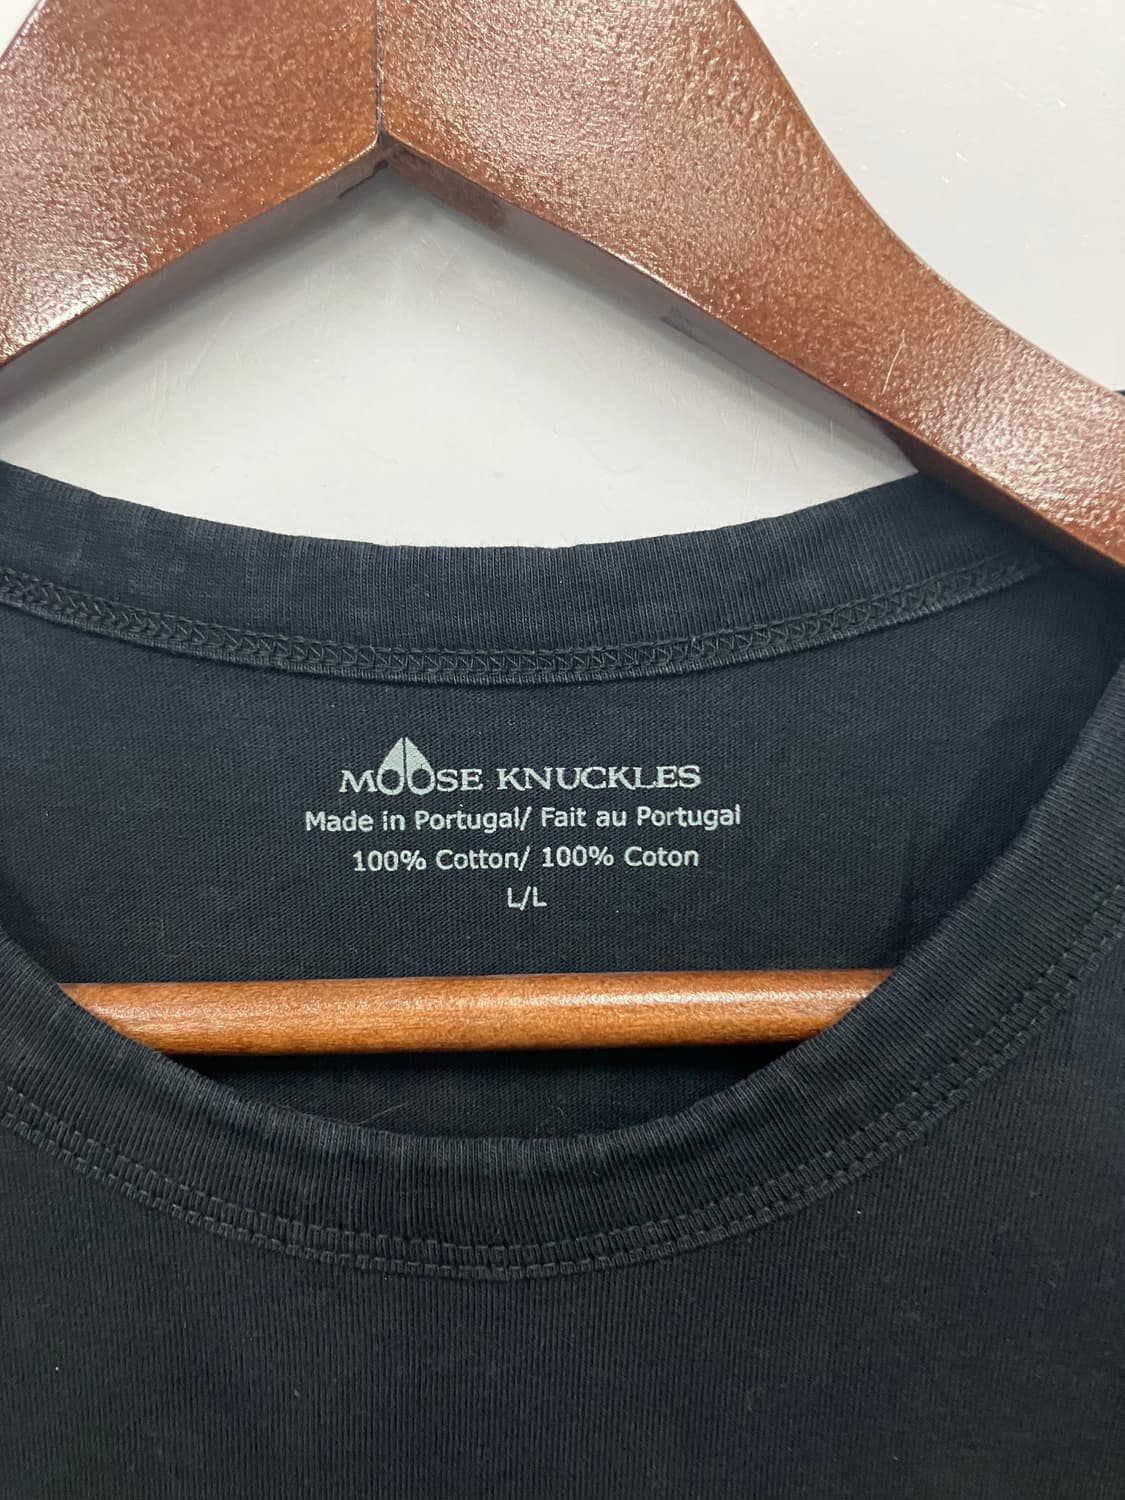 MOOSE KNUCKLES
Made in Portugal/ Fait au Portugal
100% Cotton/ 100% Coton
L/L